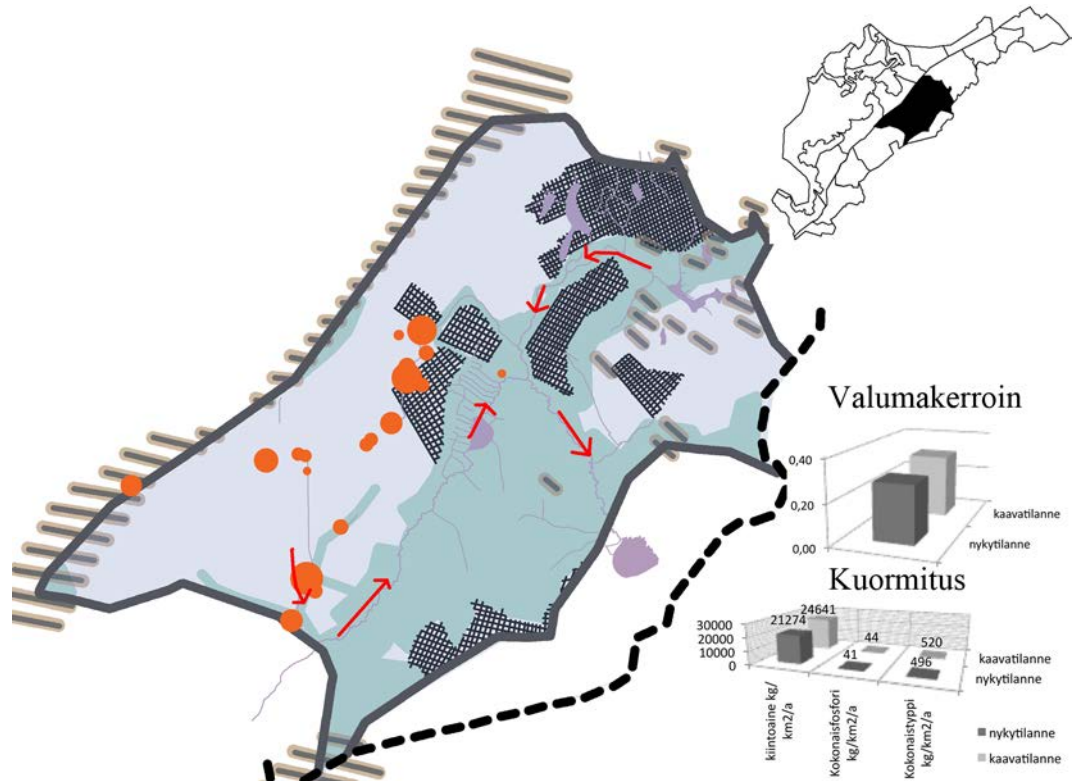 Valumakerroin
0,40
0,20
0,00
kaavatilanne
nykytilanne
Kuormitus
30000
20000
10000
0
21274
24641
41
44
496
520
kaavatilanne
nykytilanne
kiintoaine kg/
km2/a
Kokonaisfosfori
kg/km2/a
Kokonaistyppi
kg/km2/a
nykytilanne
kaavatilanne